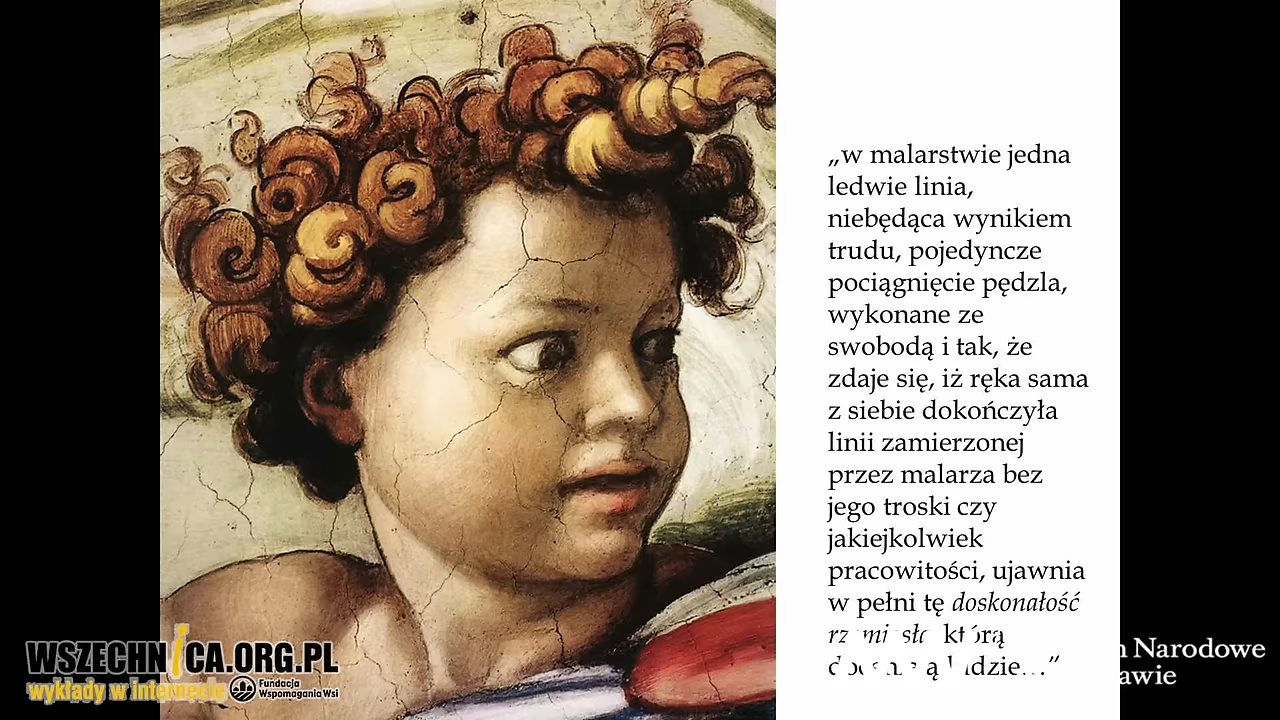 „w malarstwie jedna
ledwie linia,
niebędąca wynikiem
trudu, pojedyncze
pociągnięcie pędzla,
wykonane ze
swobodą i tak, że
zdaje się, iż ręka sama
z siebie dokończyła
linii zamierzonej
przez malarza bez
jego troski czy
jakiejkolwiek
pracowitości, ujawnia
w pełni tę doskonałość
którą
WSZECHNICA.ORG.PL
wykłady w internecie
Fundacja
Wspomagania Wsi
Narodowe